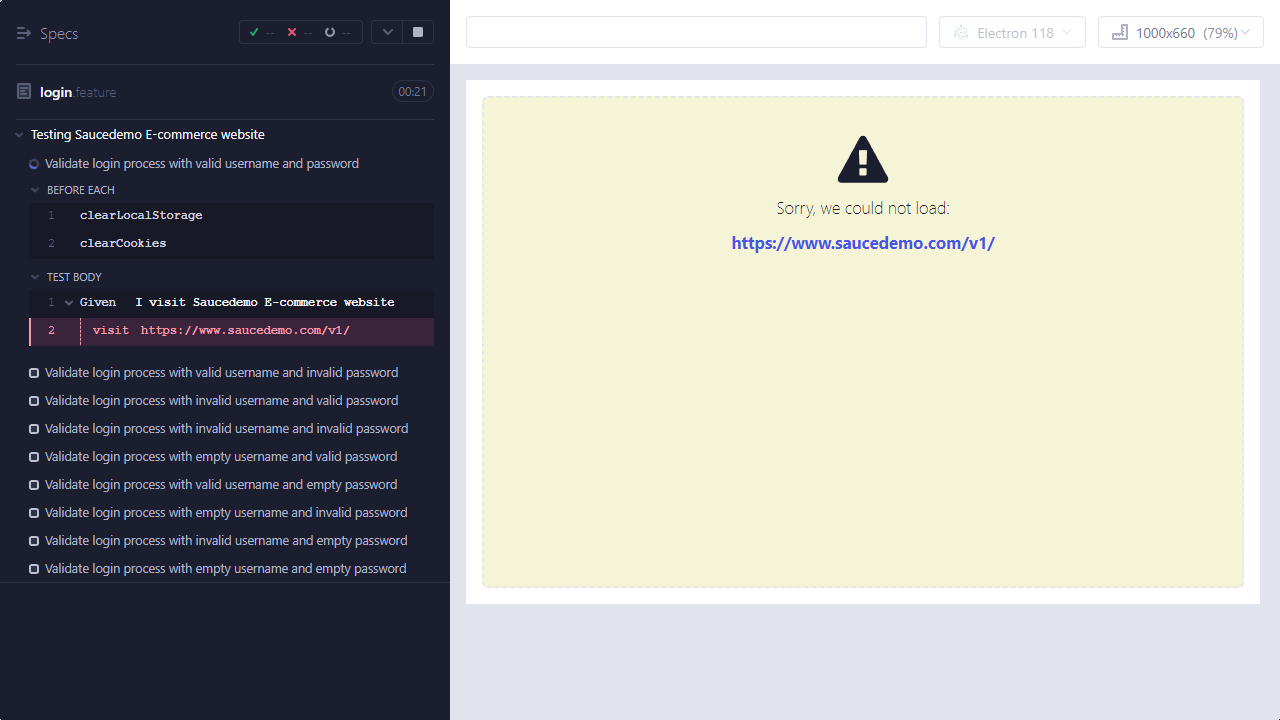 Specs
-- -- --
login.feature 00:21
Testing Saucedemo E-commerce website
Validate login process with valid username and password
BEFORE EACH
1 clearLocalStorage
2 clearCookies
TEST BODY
1 Given I visit Saucedemo E-commerce website
2 visit https://www.saucedemo.com/v1/
Validate login process with valid username and invalid password
Validate login process with invalid username and valid password
Validate login process with invalid username and invalid password
Validate login process with empty username and valid password
Validate login process with valid username and empty password
Validate login process with empty username and invalid password
Validate login process with invalid username and empty password
Validate login process with empty username and empty password
Electron 118
1000x660 (79%)
Sorry, we could not load:
https://www.saucedemo.com/v1/